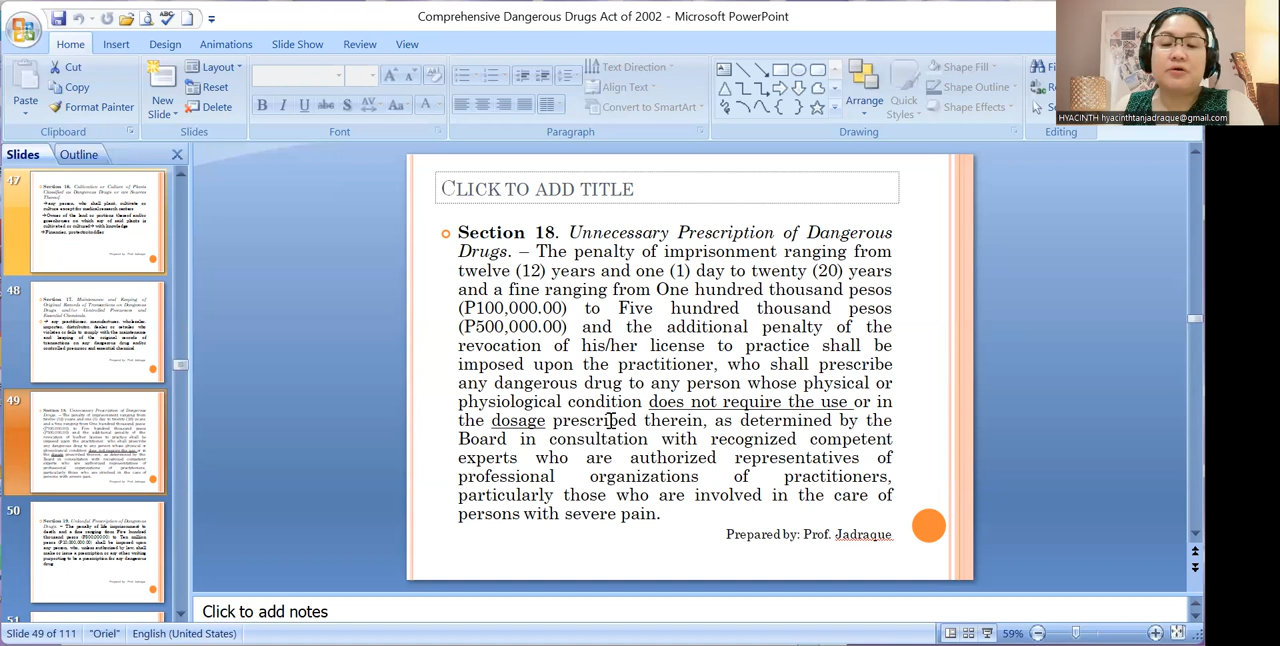 Comprehensive Dangerous Drugs Act of 2002 - Microsoft PowerPoint
Home Insert Design Animations Slide Show Review View
Paste
Cut
Copy
Format Painter
Clipboard
New
Slide
Layout
Reset
Delete
Slides
Font
Paragraph
Text Direction
Align Text
Convert to SmartArt
Arrange
Quick
Styles
Shape Fill
Shape Outline
Shape Effects
Drawing
Editing
HYACINTH hyacinthtanjadraque@gmail.com
Slides Outline
47
48
49
50
51
CLICK TO ADD TITLE
Section 18. Unnecessary Prescription of Dangerous
Drugs. – The penalty of imprisonment ranging from
twelve (12) years and one (1) day to twenty (20) years
and a fine ranging from One hundred thousand pesos
(P100,000.00) to Five hundred thousand pesos
(P500,000.00) and the additional penalty of the
revocation of his/her license to practice shall be
imposed upon the practitioner, who shall prescribe
any dangerous drug to any person whose physical or
physiological condition does not require the use or in
the dosage prescribed therein, as determined by the
Board in consultation with recognized competent
experts who are authorized representatives of
professional organizations of practitioners,
particularly those who are involved in the care of
persons with severe pain.
Prepared by: Prof. Jadraque
Click to add notes
Slide 49 of 111 "Oriel" English (United States) 59%